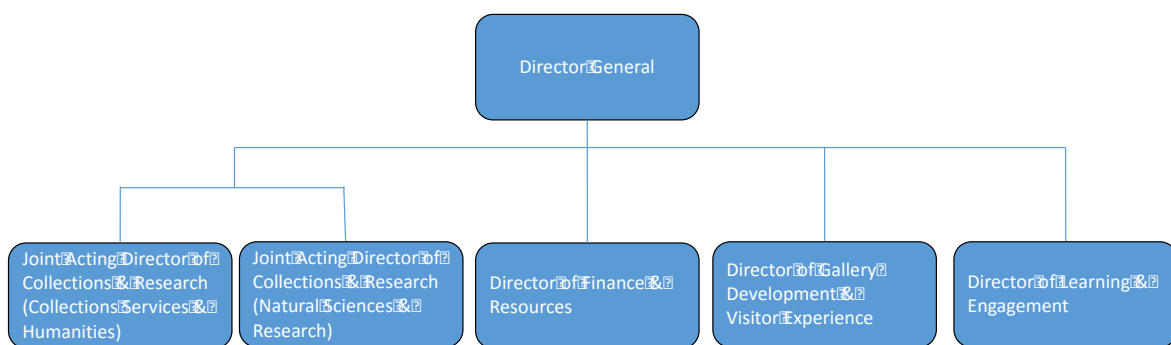 Director General
Joint Acting Director of
Collections & Research
(Collections Services &
Humanities)
Joint Acting Director of
Collections & Research
(Natural Sciences &
Research)
Director of Finance &
Resources
Director of Gallery
Development &
Visitor Experience
Director of Learning &
Engagement